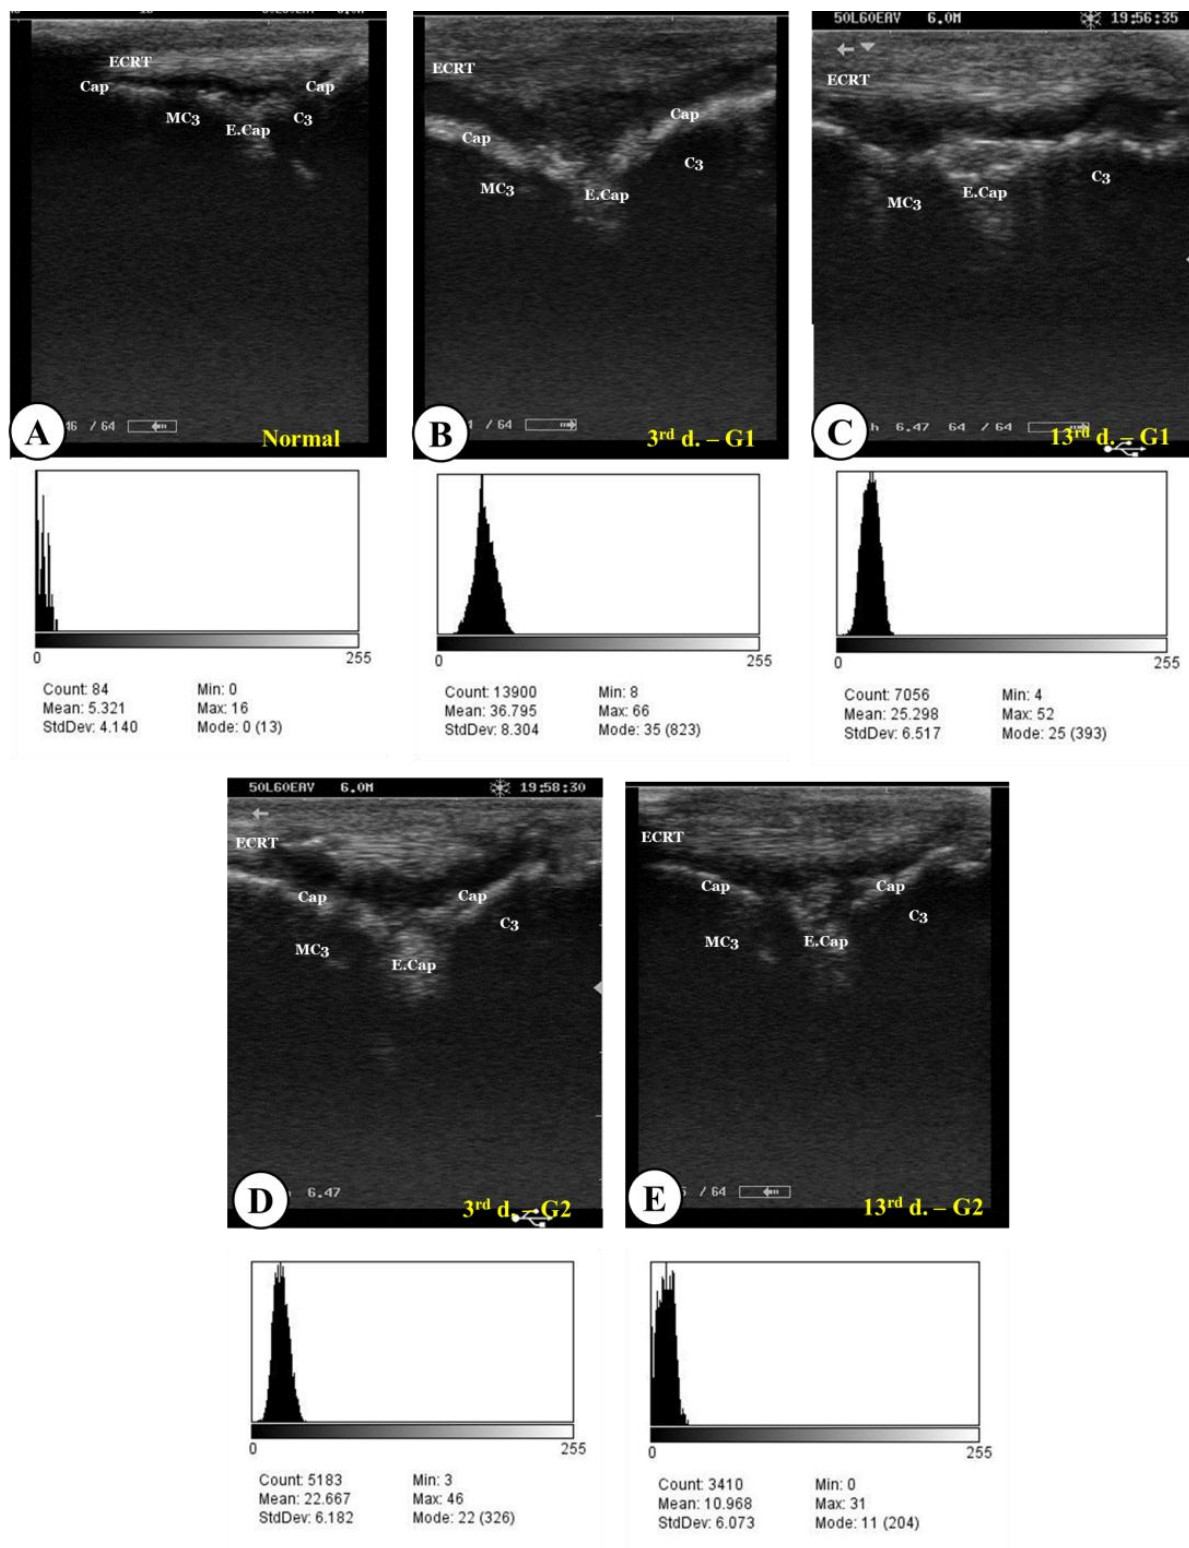 50L60EAV 6.0M 19:56:35
ECRT
Cap
Cap
MC3
C3
E.Cap
/ 64
A
Normal
ECRT
Cap
Cap
C3
MC3
E.Cap
/ 64
B
3rd d. – G1
ECRT
C3
E.Cap
MC3
h 6.47 64 / 64
C
13rd d. – G1
0 255
Count: 84 Min: 0
Mean: 5.321 Max: 16
StdDev: 4.140 Mode: 0 (13)
0 255
Count: 13900 Min: 8
Mean: 36.795 Max: 66
StdDev: 8.304 Mode: 35 (823)
0 255
Count: 7056 Min: 4
Mean: 25.298 Max: 52
StdDev: 6.517 Mode: 25 (393)
50L60EAV 6.0M 19:58:30
ECRT
Cap
Cap
C3
MC3
E.Cap
6.47
D
3rd d. – G2
ECRT
Cap
Cap
C3
MC3
E.Cap
/ 64
E
13rd d. – G2
0 255
Count: 5183 Min: 3
Mean: 22.667 Max: 46
StdDev: 6.182 Mode: 22 (326)
0 255
Count: 3410 Min: 0
Mean: 10.968 Max: 31
StdDev: 6.073 Mode: 11 (204)